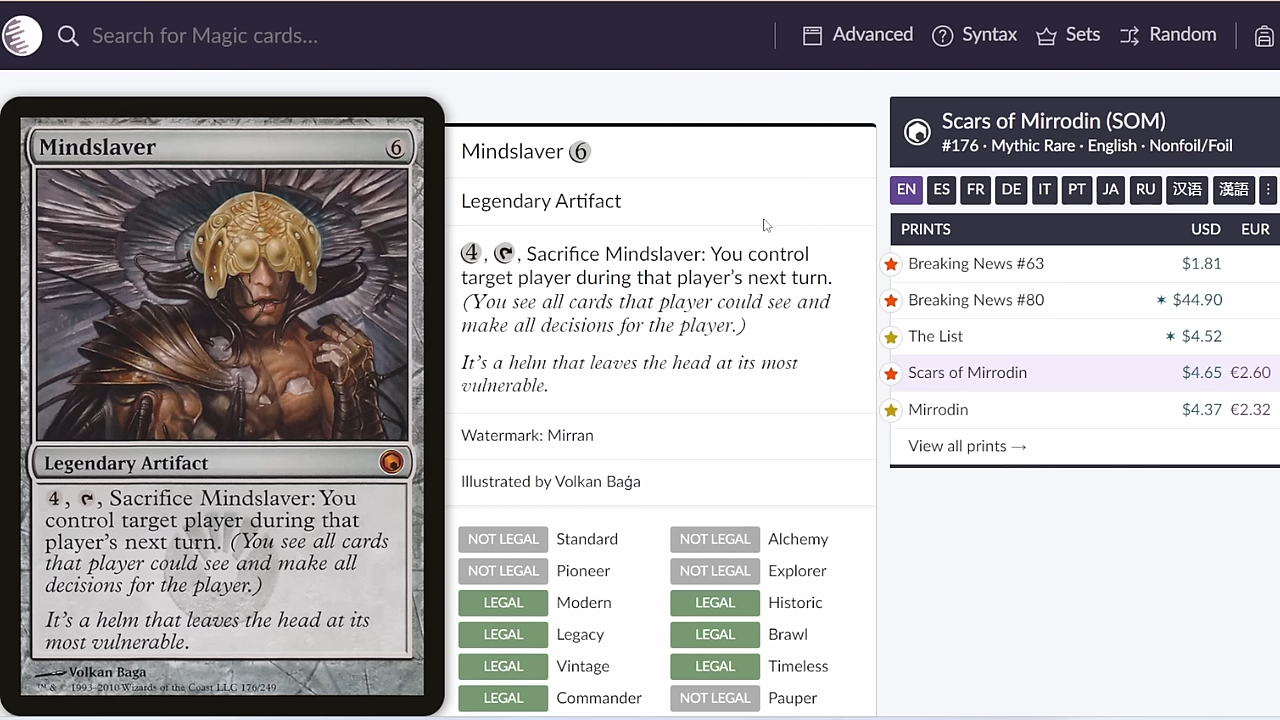 Search for Magic cards...
Advanced
Syntax
Sets
Random
Mindslaver 6
Legendary Artifact
4, , Sacrifice Mindslaver: You
control target player during that
player's next turn. (You see all cards
that player could see and make all
decisions for the player.)
It's a helm that leaves the head at its
most vulnerable.
Volkan Baga
™ & © 1993–2010 Wizards of the Coast LLC 176/249
Mindslaver 6
Legendary Artifact
4, , Sacrifice Mindslaver: You control
target player during that player's next turn.
(You see all cards that player could see and
make all decisions for the player.)
It's a helm that leaves the head at its most
vulnerable.
Watermark: Mirran
Illustrated by Volkan Baǵa
NOT LEGAL Standard NOT LEGAL Alchemy
NOT LEGAL Pioneer NOT LEGAL Explorer
LEGAL Modern LEGAL Historic
LEGAL Legacy LEGAL Brawl
LEGAL Vintage LEGAL Timeless
LEGAL Commander NOT LEGAL Pauper
Scars of Mirrodin (SOM)
#176 · Mythic Rare · English · Nonfoil/Foil
EN ES FR DE IT PT JA RU 汉语 漢語
PRINTS USD EUR
Breaking News #63 $1.81
Breaking News #80 ✶ $44.90
The List ✶ $4.52
Scars of Mirrodin $4.65 €2.60
Mirrodin $4.37 €2.32
View all prints →